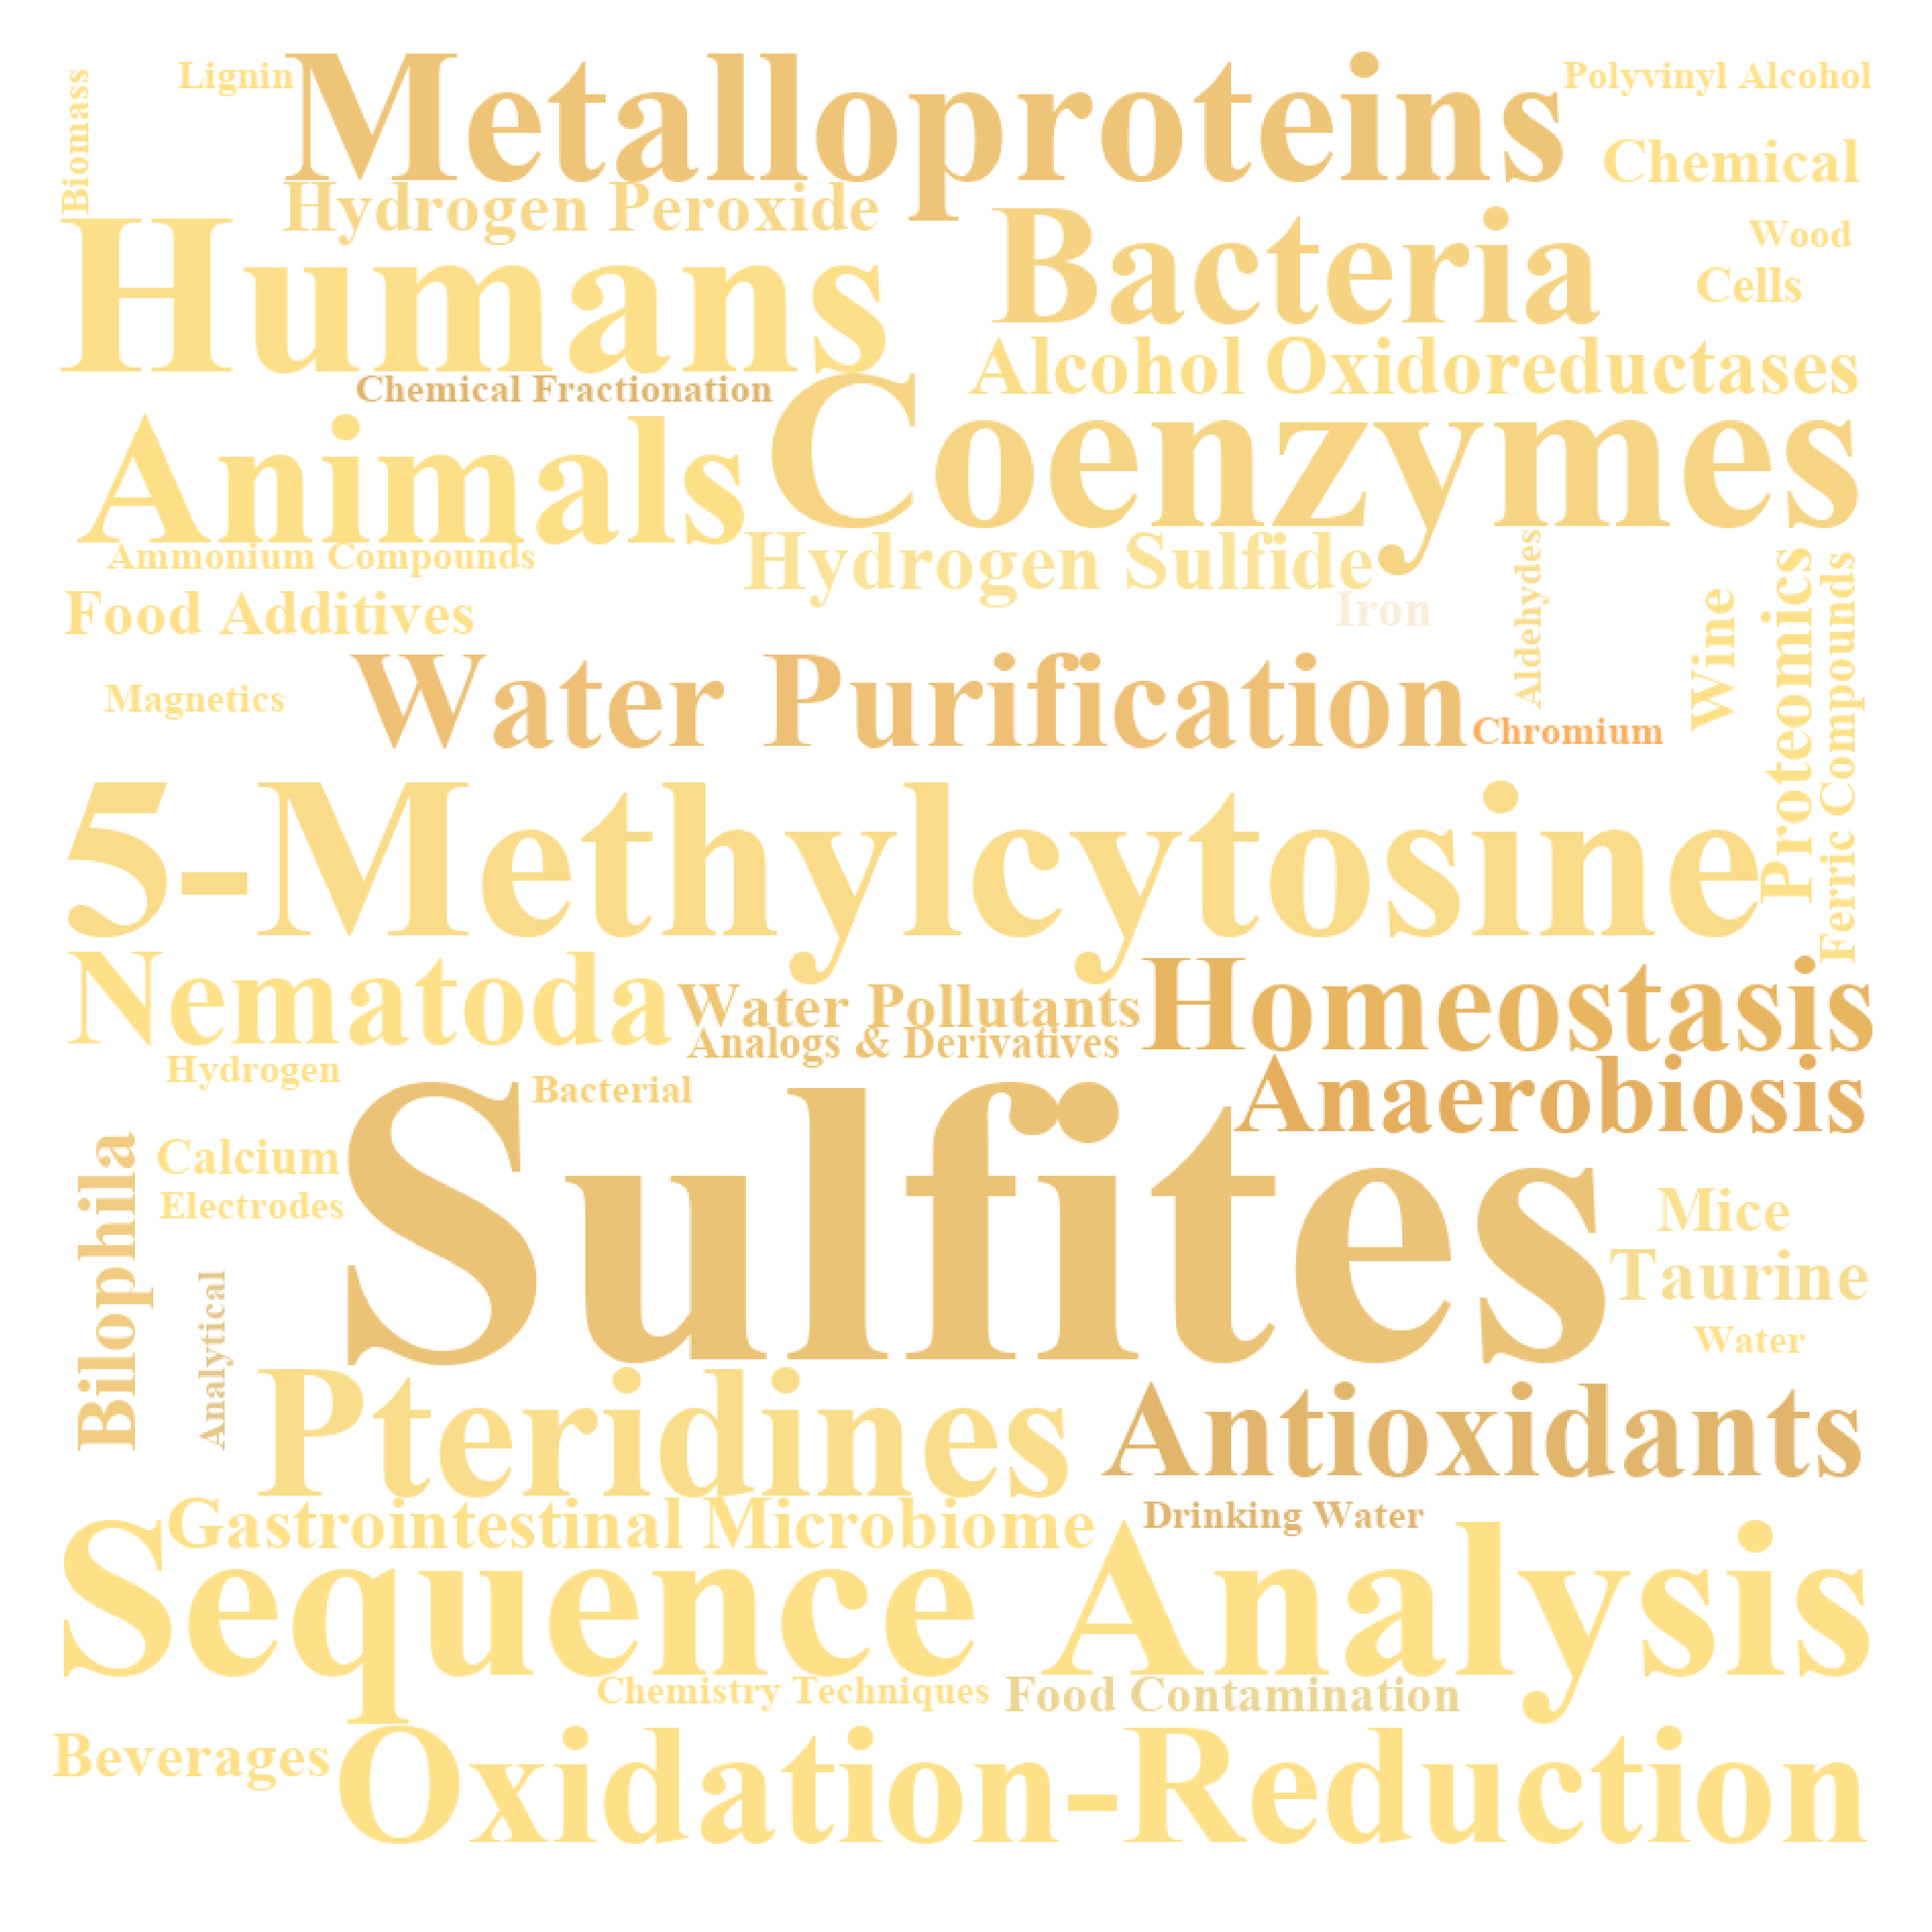 Lignin
Metalloproteins
Polyvinyl Alcohol
Biomass
Chemical
Hydrogen Peroxide
Humans
Bacteria
Wood
Cells
Alcohol Oxidoreductases
Chemical Fractionation
Animals
Coenzymes
Ammonium Compounds
Hydrogen Sulfide
Food Additives
Iron
Aldehydes
Wine
Proteomics
Ferric Compounds
Magnetics
Water Purification
Chromium
5-Methylcytosine
Nematoda
Water Pollutants
Homeostasis
Analogs & Derivatives
Hydrogen
Bacterial
Anaerobiosis
Sulfites
Bilophila
Calcium
Electrodes
Mice
Taurine
Analytical
Water
Pteridines
Antioxidants
Gastrointestinal Microbiome
Drinking Water
Sequence Analysis
Chemistry Techniques
Food Contamination
Beverages
Oxidation-Reduction